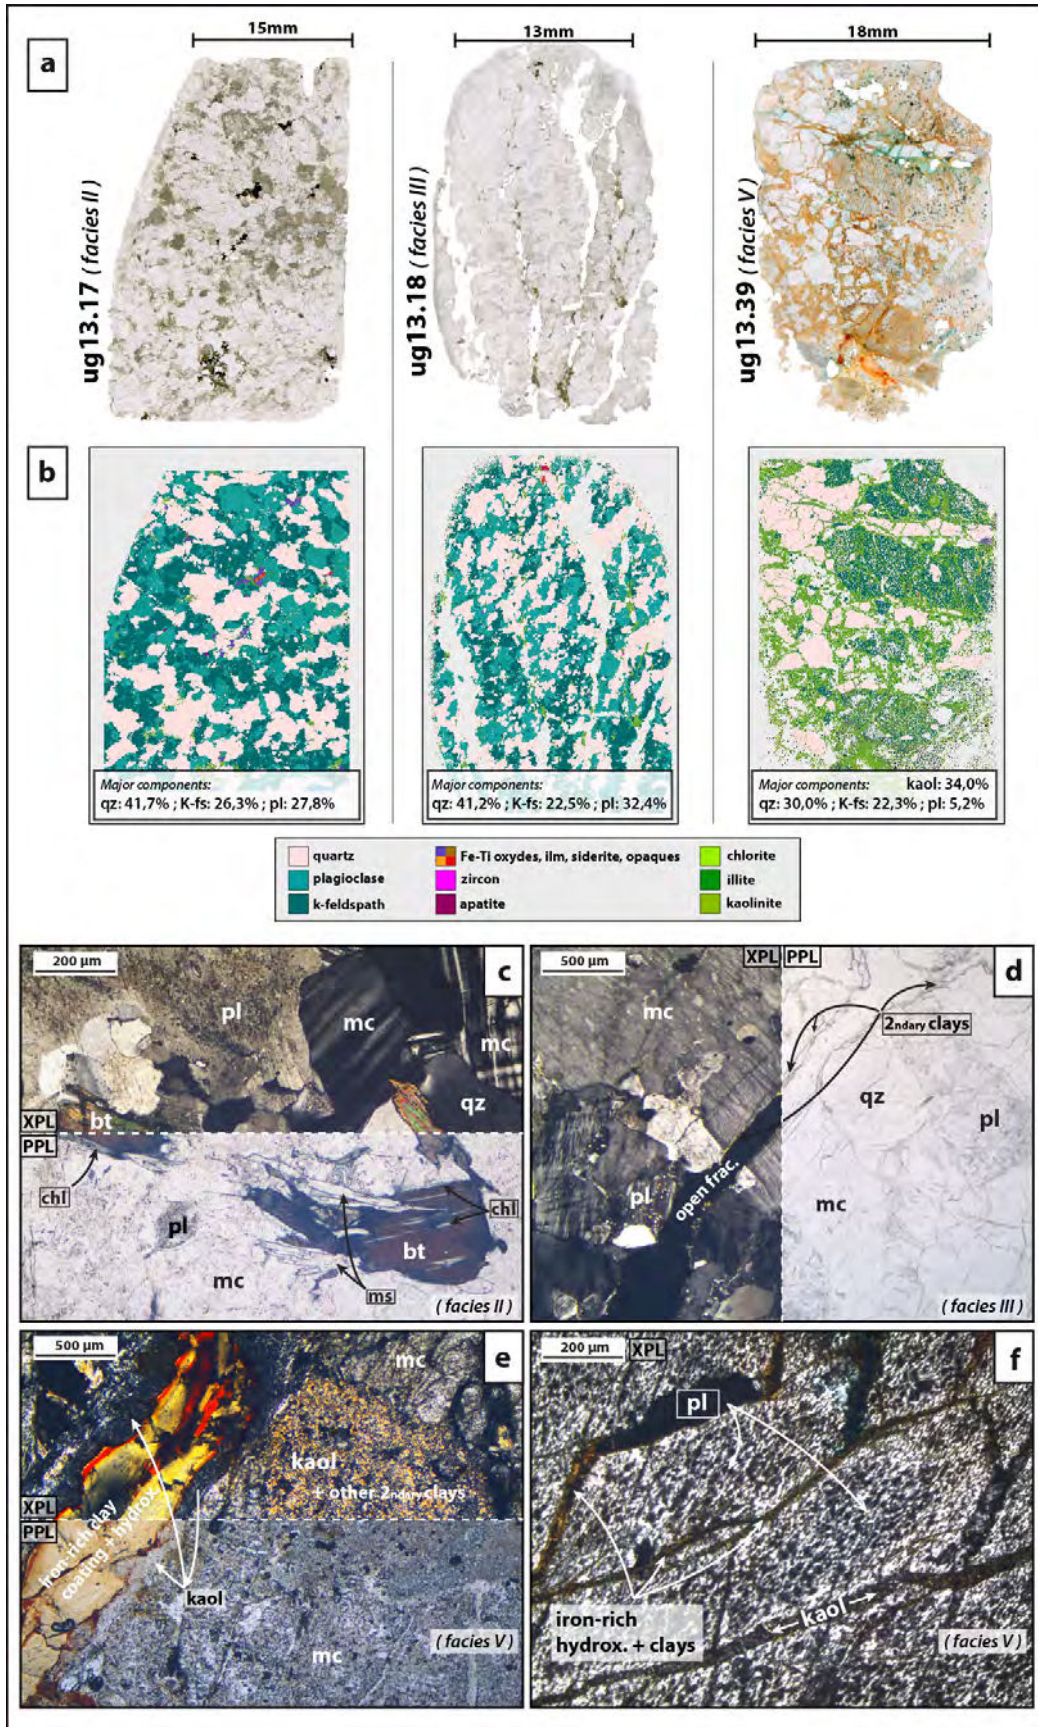 15mm
13mm
18mm
a
ug13.17 (facies II)
ug13.18 (facies III)
ug13.39 (facies V)
b
Major components:
qz: 41,7% ; K-fs: 26,3% ; pl: 27,8%
Major components:
qz: 41,2% ; K-fs: 22,5% ; pl: 32,4%
Major components: kaol: 34,0%
qz: 30,0% ; K-fs: 22,3% ; pl: 5,2%
quartz
plagioclase
k-feldspath
Fe-Ti oxydes, ilm, siderite, opaques
zircon
apatite
chlorite
illite
kaolinite
200 µm
c
pl
mc
mc
qz
bt
XPL
PPL
chl
chl
pl
bt
mc
ms
(facies II)
500 µm
XPL
PPL
d
mc
2ndary clays
qz
pl
pl
open frac.
mc
(facies III)
500 µm
e
mc
kaol
+ other 2ndary clays
XPL
PPL
iron-rich clay
coating + hydrox.
kaol
mc
(facies V)
200 µm
XPL
f
pl
iron-rich
hydrox. + clays
kaol
(facies V)